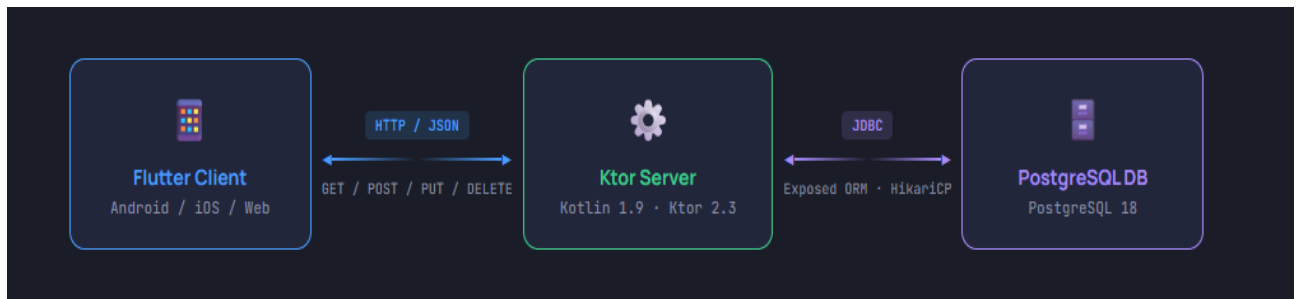 HTTP / JSON
JDBC
Flutter Client
GET / POST / PUT / DELETE
Ktor Server
Exposed ORM · HikariCP
PostgreSQL DB
Android / iOS / Web
Kotlin 1.9 · Ktor 2.3
PostgreSQL 18